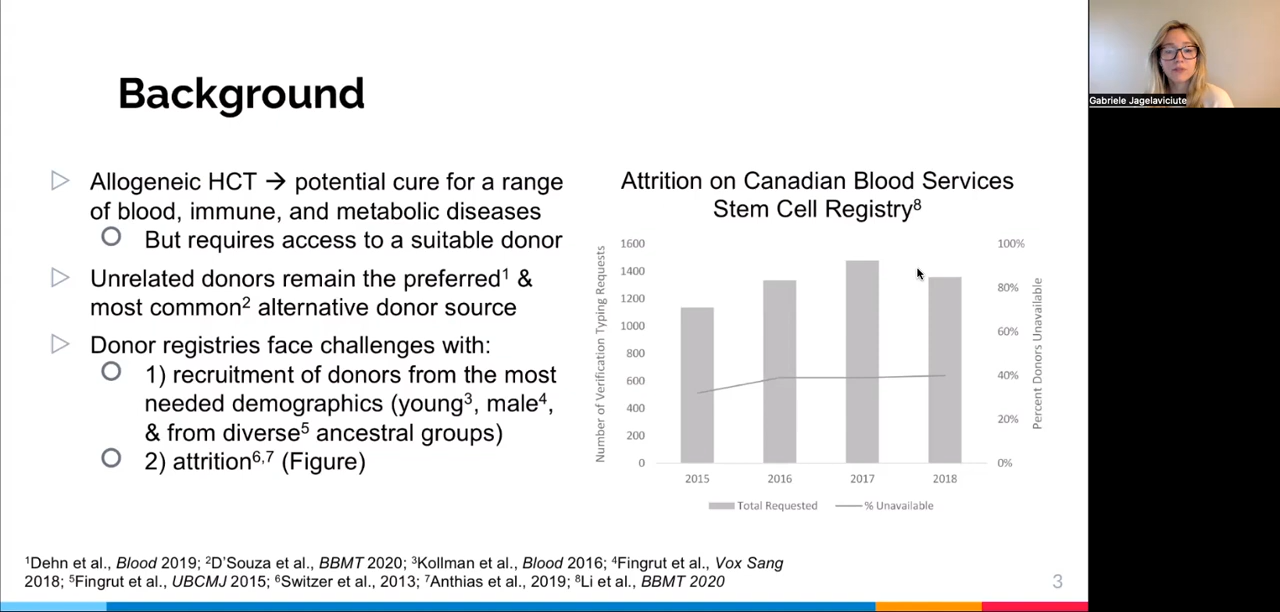 Background
▷ Allogeneic HCT → potential cure for a range
of blood, immune, and metabolic diseases
○ But requires access to a suitable donor
▷ Unrelated donors remain the preferred¹ &
most common² alternative donor source
▷ Donor registries face challenges with:
○ 1) recruitment of donors from the most
needed demographics (young³, male⁴,
& from diverse⁵ ancestral groups)
○ 2) attrition⁶,⁷ (Figure)
Attrition on Canadian Blood Services
Stem Cell Registry⁸
Number of Verification Typing Requests
1600
1400
1200
1000
800
600
400
200
0
100%
80%
60%
40%
20%
0%
Percent Donors Unavailable
2015 2016 2017 2018
Total Requested % Unavailable
¹Dehn et al., Blood 2019; ²D'Souza et al., BBMT 2020; ³Kollman et al., Blood 2016; ⁴Fingrut et al., Vox Sang
2018; ⁵Fingrut et al., UBCMJ 2015; ⁶Switzer et al., 2013; ⁷Anthias et al., 2019; ⁸Li et al., BBMT 2020
3
Gabriele Jagelaviciute